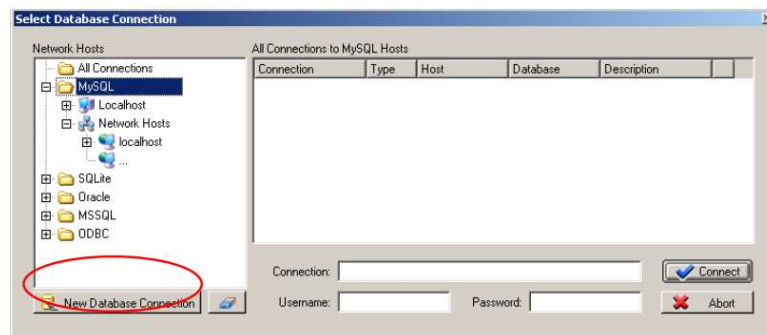 Select Database Connection
Network Hosts
All Connections
MySQL
Localhost
Network Hosts
localhost
...
SQLite
Oracle
MSSQL
ODBC
New Database Connection
All Connections to MySQL Hosts
Connection Type Host Database Description
Connection:
Connect
Username:
Password:
Abort